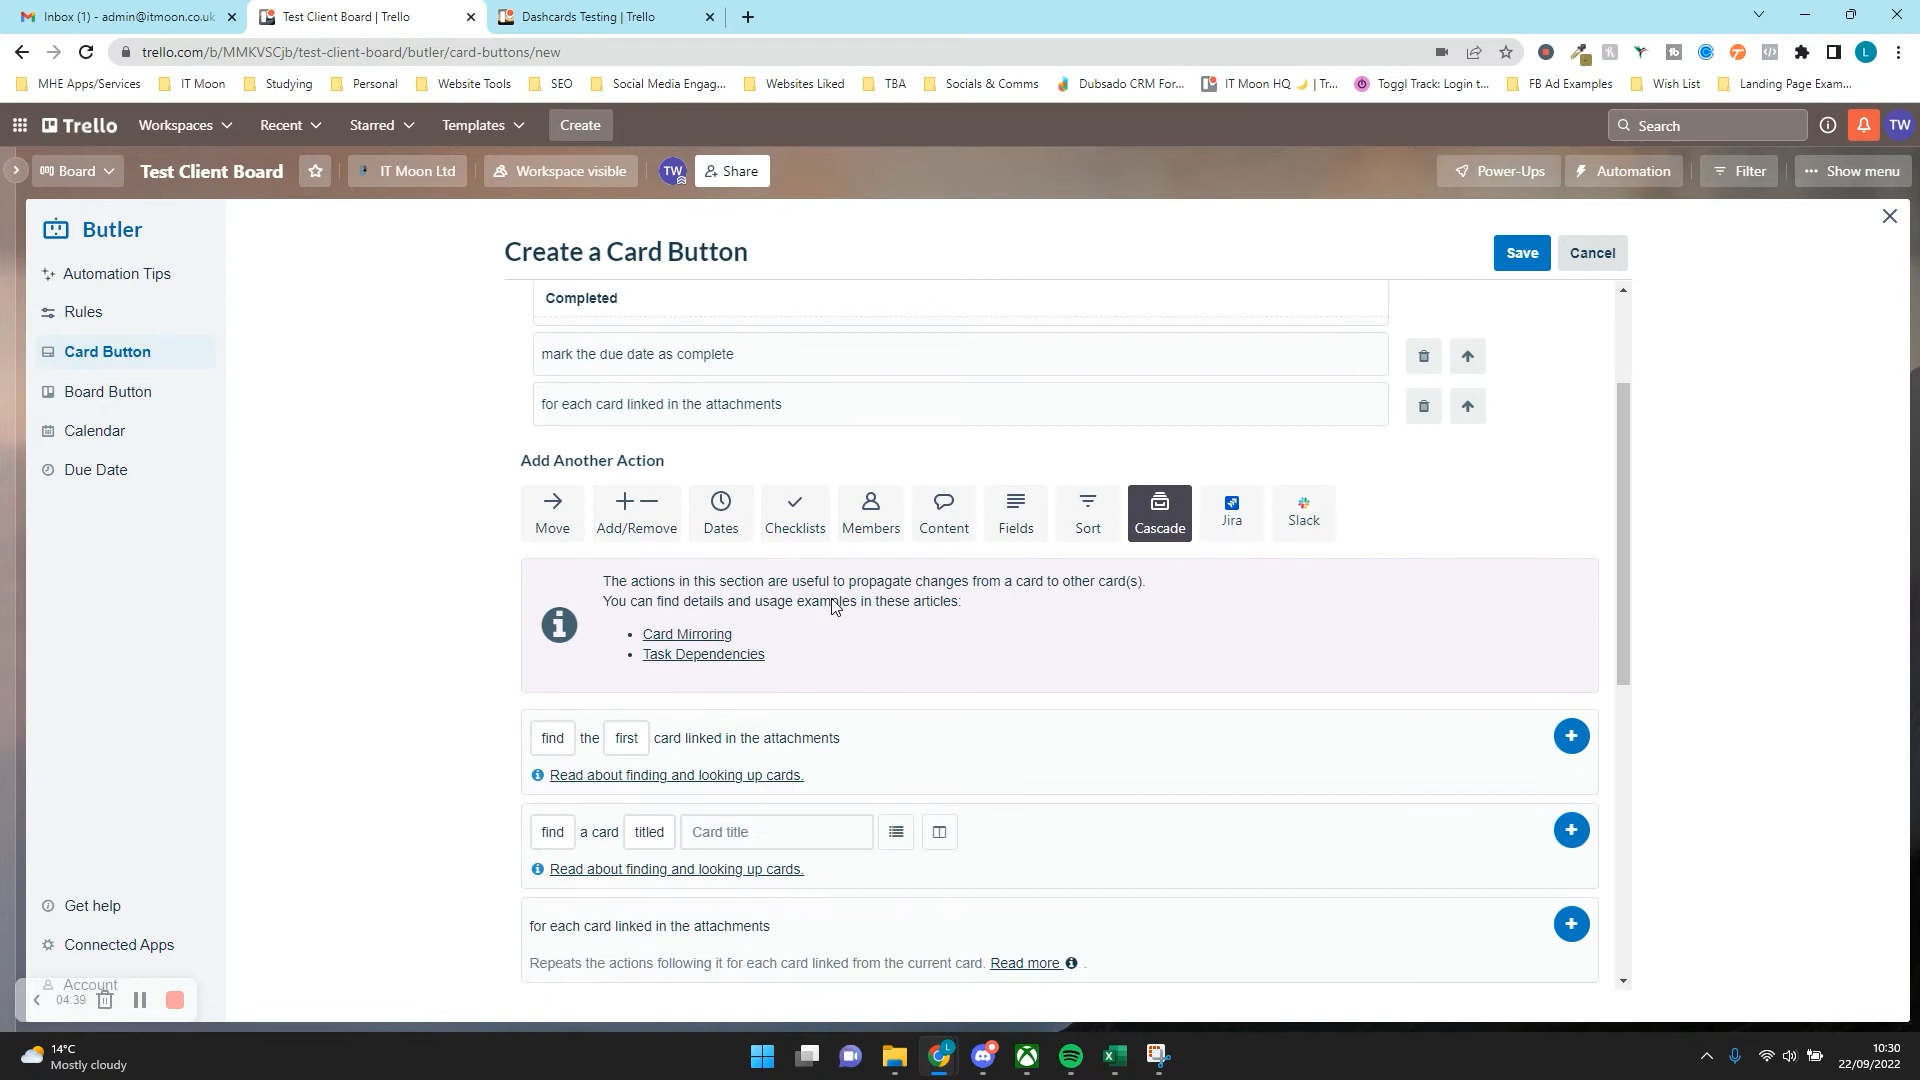 Inbox (1) - admin@itmoon.co.uk
Test Client Board | Trello
Dashcards Testing | Trello
trello.com/b/MMKVSCjb/test-client-board/butler/card-buttons/new
MHE Apps/Services
IT Moon
Studying
Personal
Website Tools
SEO
Social Media Engag...
Websites Liked
TBA
Socials & Comms
Dubsado CRM For...
IT Moon HQ 🌙 | Tr...
Toggl Track: Login t...
FB Ad Examples
Wish List
Landing Page Exam...
Trello
Workspaces
Recent
Starred
Templates
Create
Search
TW
Board
Test Client Board
IT Moon Ltd
Workspace visible
TW
Share
Power-Ups
Automation
Filter
Show menu
Butler
Automation Tips
Rules
Card Button
Board Button
Calendar
Due Date
Get help
Connected Apps
Account
04:39
Create a Card Button
Save
Cancel
Completed
mark the due date as complete
for each card linked in the attachments
Add Another Action
Move
Add/Remove
Dates
Checklists
Members
Content
Fields
Sort
Cascade
Jira
Slack
The actions in this section are useful to propagate changes from a card to other card(s).
You can find details and usage examples in these articles:
Card Mirroring
Task Dependencies
find the first card linked in the attachments
Read about finding and looking up cards.
find a card titled Card title
Read about finding and looking up cards.
for each card linked in the attachments
Repeats the actions following it for each card linked from the current card. Read more .
14°C
Mostly cloudy
10:30
22/09/2022